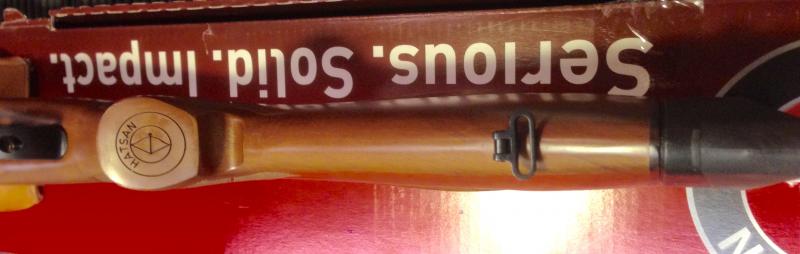 Serious. Solid. Impact.
HATSAN
N